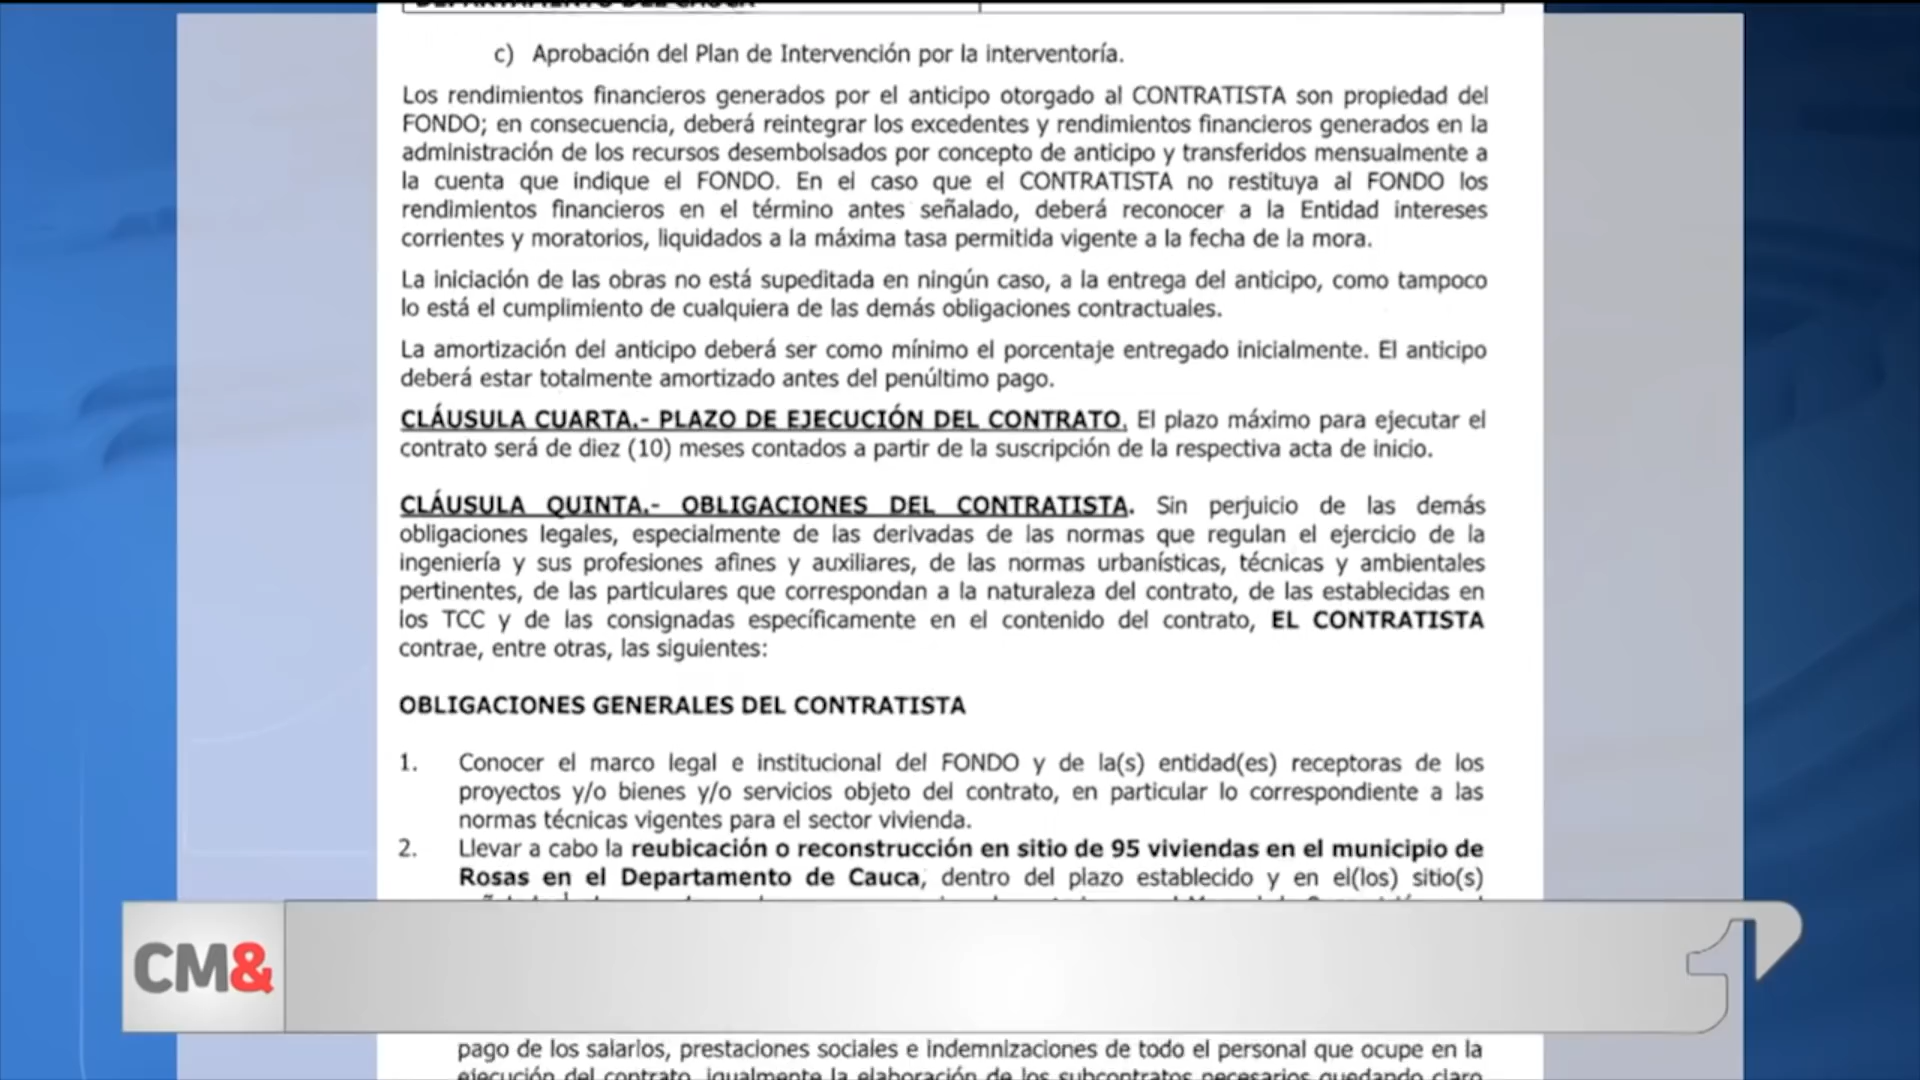 DEPARTAMENTO DEL CAUCA
c) Aprobación del Plan de Intervención por la interventoría.
Los rendimientos financieros generados por el anticipo otorgado al CONTRATISTA son propiedad del
FONDO; en consecuencia, deberá reintegrar los excedentes y rendimientos financieros generados en la
administración de los recursos desembolsados por concepto de anticipo y transferidos mensualmente a
la cuenta que indique el FONDO. En el caso que el CONTRATISTA no restituya al FONDO los
rendimientos financieros en el término antes señalado, deberá reconocer a la Entidad intereses
corrientes y moratorios, liquidados a la máxima tasa permitida vigente a la fecha de la mora.
La iniciación de las obras no está supeditada en ningún caso, a la entrega del anticipo, como tampoco
lo está el cumplimiento de cualquiera de las demás obligaciones contractuales.
La amortización del anticipo deberá ser como mínimo el porcentaje entregado inicialmente. El anticipo
deberá estar totalmente amortizado antes del penúltimo pago.
CLÁUSULA CUARTA.- PLAZO DE EJECUCIÓN DEL CONTRATO. El plazo máximo para ejecutar el
contrato será de diez (10) meses contados a partir de la suscripción de la respectiva acta de inicio.
CLÁUSULA QUINTA.- OBLIGACIONES DEL CONTRATISTA. Sin perjuicio de las demás
obligaciones legales, especialmente de las derivadas de las normas que regulan el ejercicio de la
ingeniería y sus profesiones afines y auxiliares, de las normas urbanísticas, técnicas y ambientales
pertinentes, de las particulares que correspondan a la naturaleza del contrato, de las establecidas en
los TCC y de las consignadas específicamente en el contenido del contrato, EL CONTRATISTA
contrae, entre otras, las siguientes:
OBLIGACIONES GENERALES DEL CONTRATISTA
1. Conocer el marco legal e institucional del FONDO y de la(s) entidad(es) receptoras de los
proyectos y/o bienes y/o servicios objeto del contrato, en particular lo correspondiente a las
normas técnicas vigentes para el sector vivienda.
2. Llevar a cabo la reubicación o reconstrucción en sitio de 95 viviendas en el municipio de
Rosas en el Departamento de Cauca, dentro del plazo establecido y en el(los) sitio(s)
CM&
1
pago de los salarios, prestaciones sociales e indemnizaciones de todo el personal que ocupe en la
ejecución del contrato, igualmente la elaboración de los subcontratos necesarios quedando claro